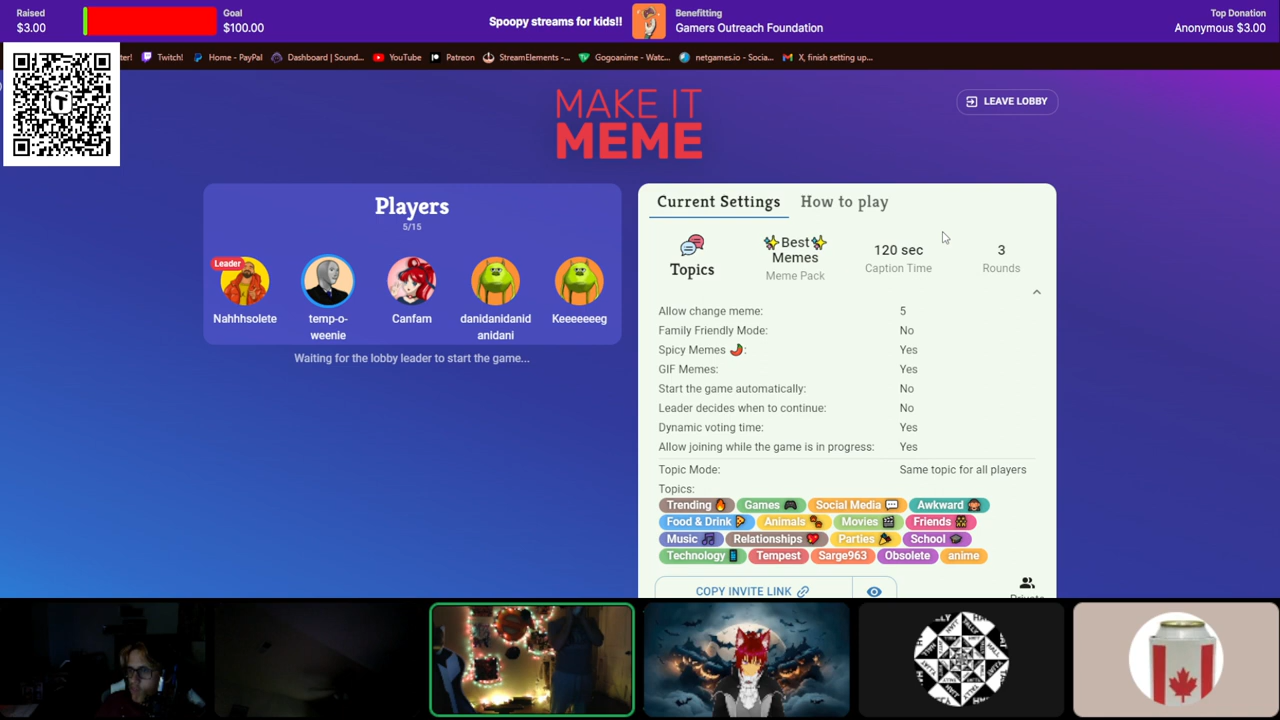 Raised
$3.00
Goal
$100.00
Spoopy streams for kids!!
Benefitting
Gamers Outreach Foundation
Top Donation
Anonymous $3.00
ter!
Twitch!
Home - PayPal
Dashboard | Sound...
YouTube
Patreon
StreamElements -...
Gogoanime - Watc...
netgames.io - Socia...
X, finish setting up...
MAKE IT
MEME
LEAVE LOBBY
Players
5/15
Leader
Nahhhsolete
temp-o-
weenie
Canfam
danidanidanid
anidani
Keeeeeeg
Waiting for the lobby leader to start the game...
Current Settings
How to play
Topics
✨Best✨
Memes
Meme Pack
120 sec
Caption Time
3
Rounds
Allow change meme: 5
Family Friendly Mode: No
Spicy Memes 🌶: Yes
GIF Memes: Yes
Start the game automatically: No
Leader decides when to continue: No
Dynamic voting time: Yes
Allow joining while the game is in progress: Yes
Topic Mode: Same topic for all players
Topics:
Trending Games Social Media Awkward
Food & Drink Animals Movies Friends
Music Relationships Parties School
Technology Tempest Sarge963 Obsolete anime
COPY INVITE LINK